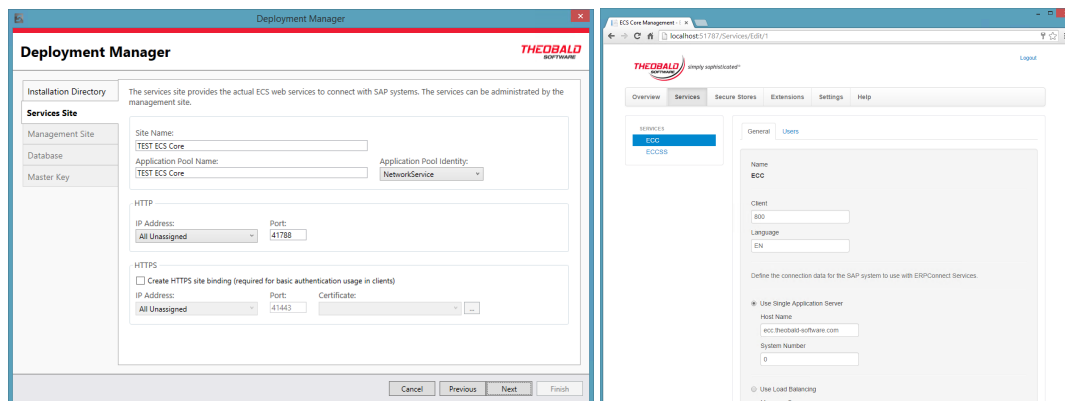 Deployment Manager
Deployment Manager
THEOBALD
SOFTWARE
Installation Directory
Services Site
Management Site
Database
Master Key
The services site provides the actual ECS web services to connect with SAP systems. The services can be administrated by the
management site.
Site Name:
TEST ECS Core
Application Pool Name:
Application Pool Identity:
TEST ECS Core
NetworkService
HTTP
IP Address:
Port:
All Unassigned
41788
HTTPS
Create HTTPS site binding (required for basic authentication usage in clients)
IP Address:
Port:
Certificate:
All Unassigned
41443
...
Cancel
Previous
Next
Finish
ECS Core Management - E
localhost:51787/Services/Edit/1
Logout
THEOBALD
SOFTWARE
simply sophisticated
Overview
Services
Secure Stores
Extensions
Settings
Help
SERVICES
ECC
ECCSS
General
Users
Name
ECC
Client
800
Language
EN
Define the connection data for the SAP system to use with ERPConnect Services.
Use Single Application Server
Host Name
ecc.theobald-software.com
System Number
0
Use Load Balancing